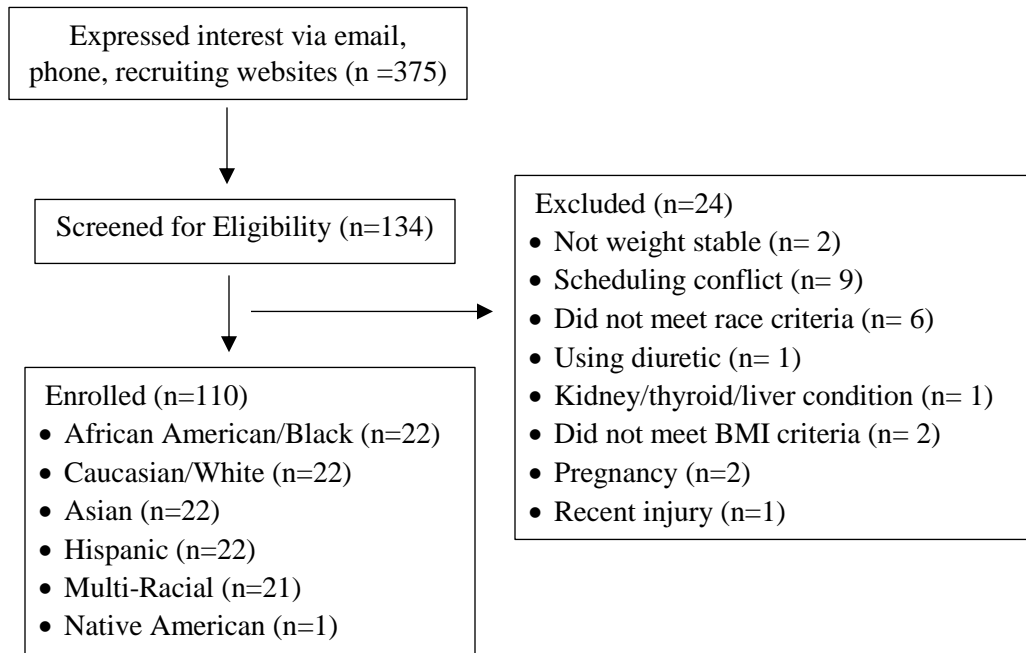 Expressed interest via email,
phone, recruiting websites (n =375)
Screened for Eligibility (n=134)
Excluded (n=24)
• Not weight stable (n= 2)
• Scheduling conflict (n= 9)
• Did not meet race criteria (n= 6)
• Using diuretic (n= 1)
• Kidney/thyroid/liver condition (n= 1)
• Did not meet BMI criteria (n= 2)
• Pregnancy (n=2)
• Recent injury (n=1)
Enrolled (n=110)
• African American/Black (n=22)
• Caucasian/White (n=22)
• Asian (n=22)
• Hispanic (n=22)
• Multi-Racial (n=21)
• Native American (n=1)